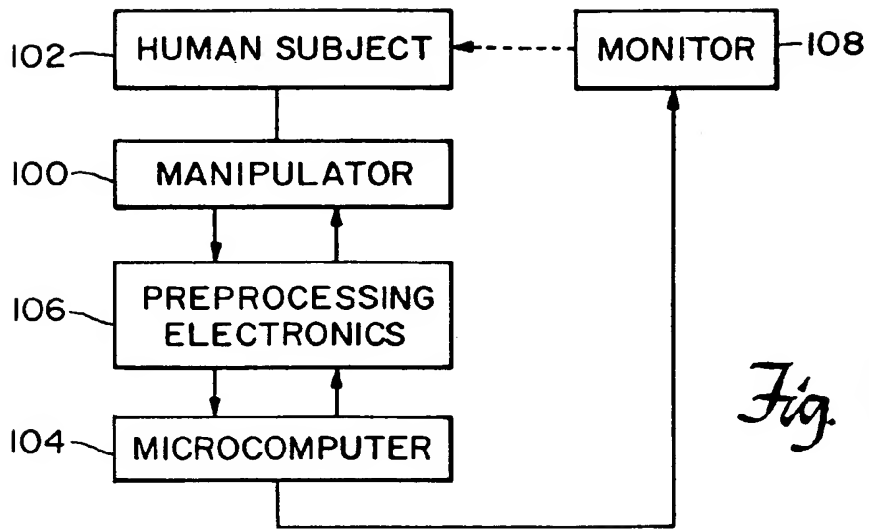 102 HUMAN SUBJECT MONITOR 108
100 MANIPULATOR
106 PREPROCESSING
ELECTRONICS
104 MICROCOMPUTER
Fig.